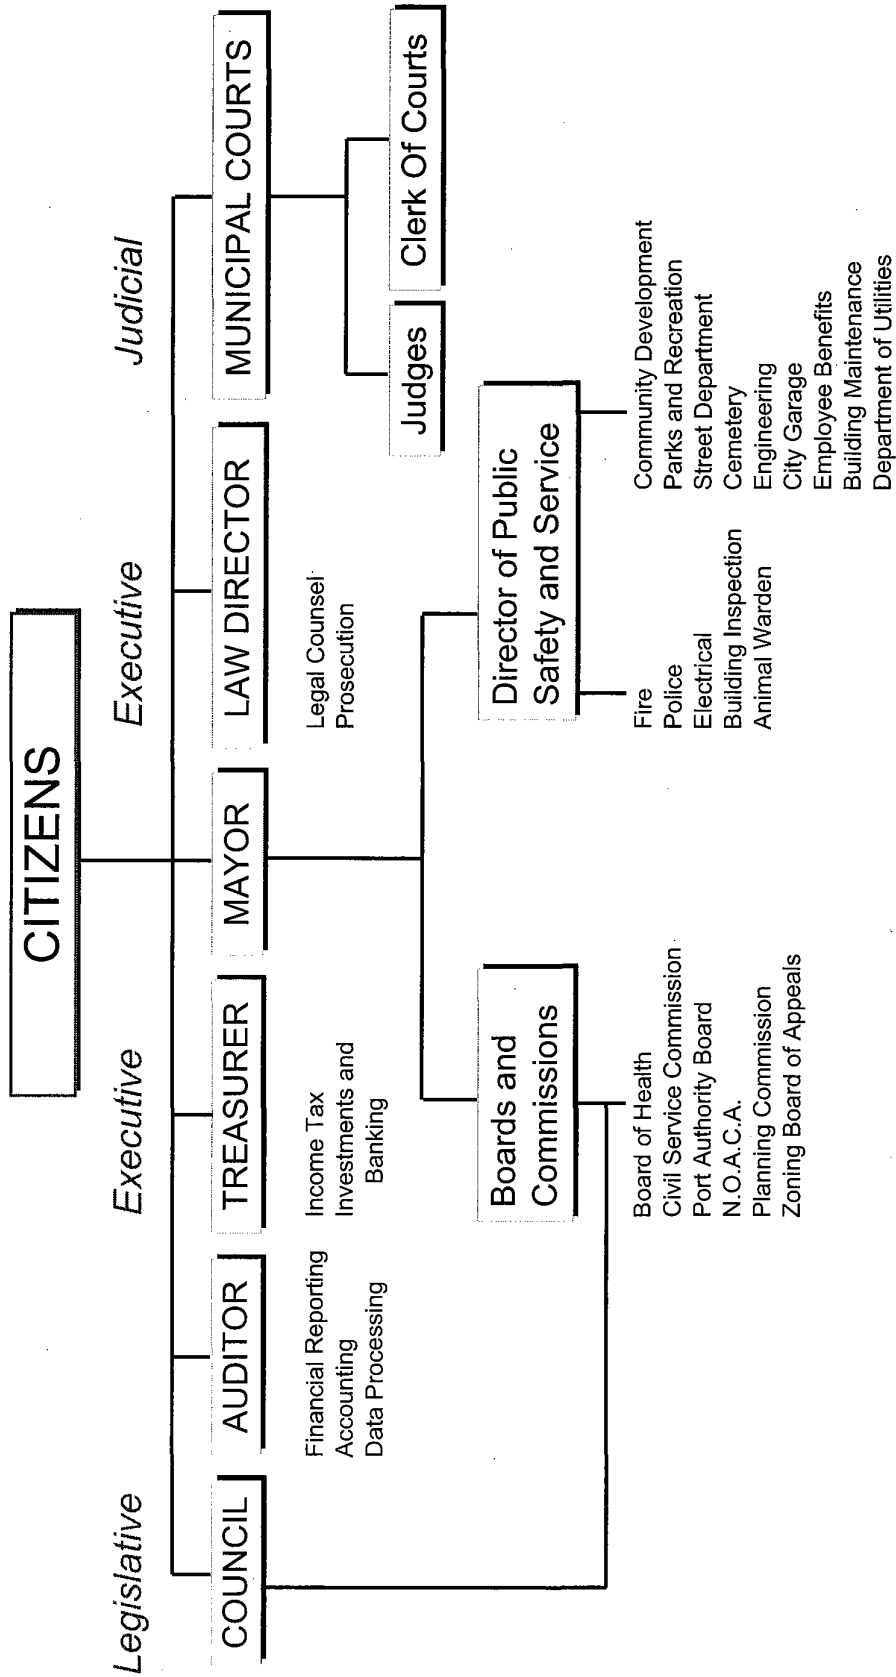 CITIZENS
Legislative
Executive
Executive
Judicial
COUNCIL
AUDITOR
TREASURER
MAYOR
LAW DIRECTOR
MUNICIPAL COURTS
Financial Reporting
Accounting
Data Processing
Income Tax
Investments and
Banking
Legal Counsel
Prosecution
Judges
Clerk Of Courts
Boards and
Commissions
Director of Public
Safety and Service
Board of Health
Civil Service Commission
Port Authority Board
N.O.A.C.A.
Planning Commission
Zoning Board of Appeals
Fire
Police
Electrical
Building Inspection
Animal Warden
Community Development
Parks and Recreation
Street Department
Cemetery
Engineering
City Garage
Employee Benefits
Building Maintenance
Department of Utilities